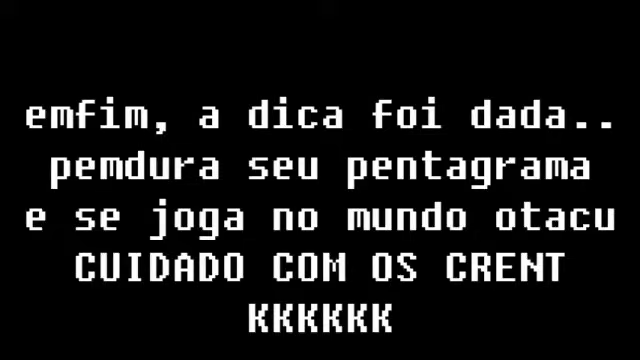 emfim, a dica foi dada..
pemdura seu pentagrama
e se joga no mundo otacu
CUIDADO COM OS CRENT
KKKKKK